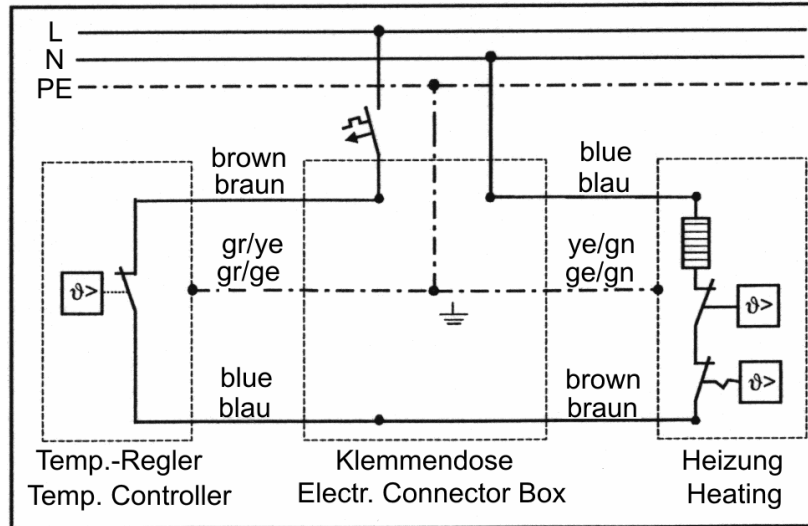 L
N
PE
brown
braun
blue
blau
gr/ye
gr/ge
ye/gn
ge/gn
ϑ>
ϑ>
ϑ>
blue
blau
brown
braun
Temp.-Regler
Temp. Controller
Klemmendose
Electr. Connector Box
Heizung
Heating